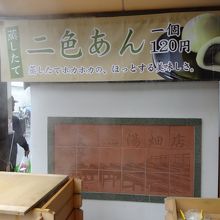 蒸したて
二色あん 一個120円
蒸したてホカホカの、ほっとする美味しさ。
湯畑店